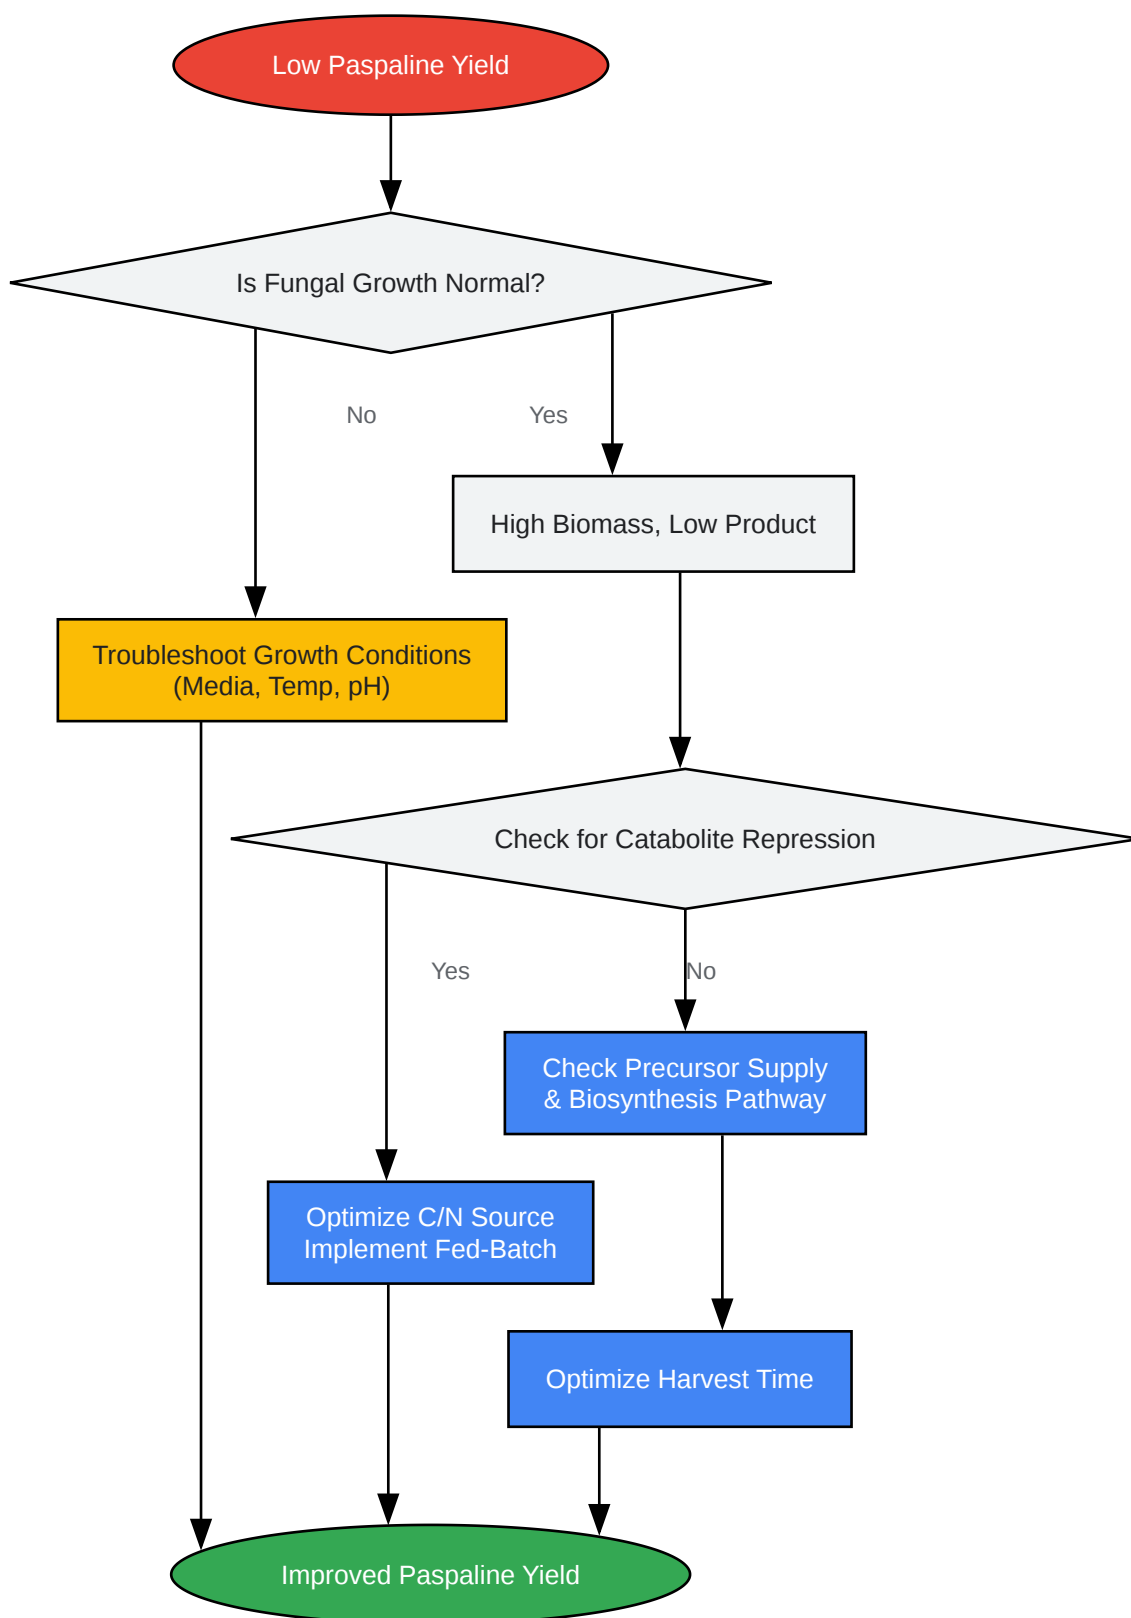 Low Paspaline Yield
Is Fungal Growth Normal?
No
Yes
High Biomass, Low Product
Troubleshoot Growth Conditions
(Media, Temp, pH)
Check for Catabolite Repression
Yes
No
Check Precursor Supply
& Biosynthesis Pathway
Optimize C/N Source
Implement Fed-Batch
Optimize Harvest Time
Improved Paspaline Yield